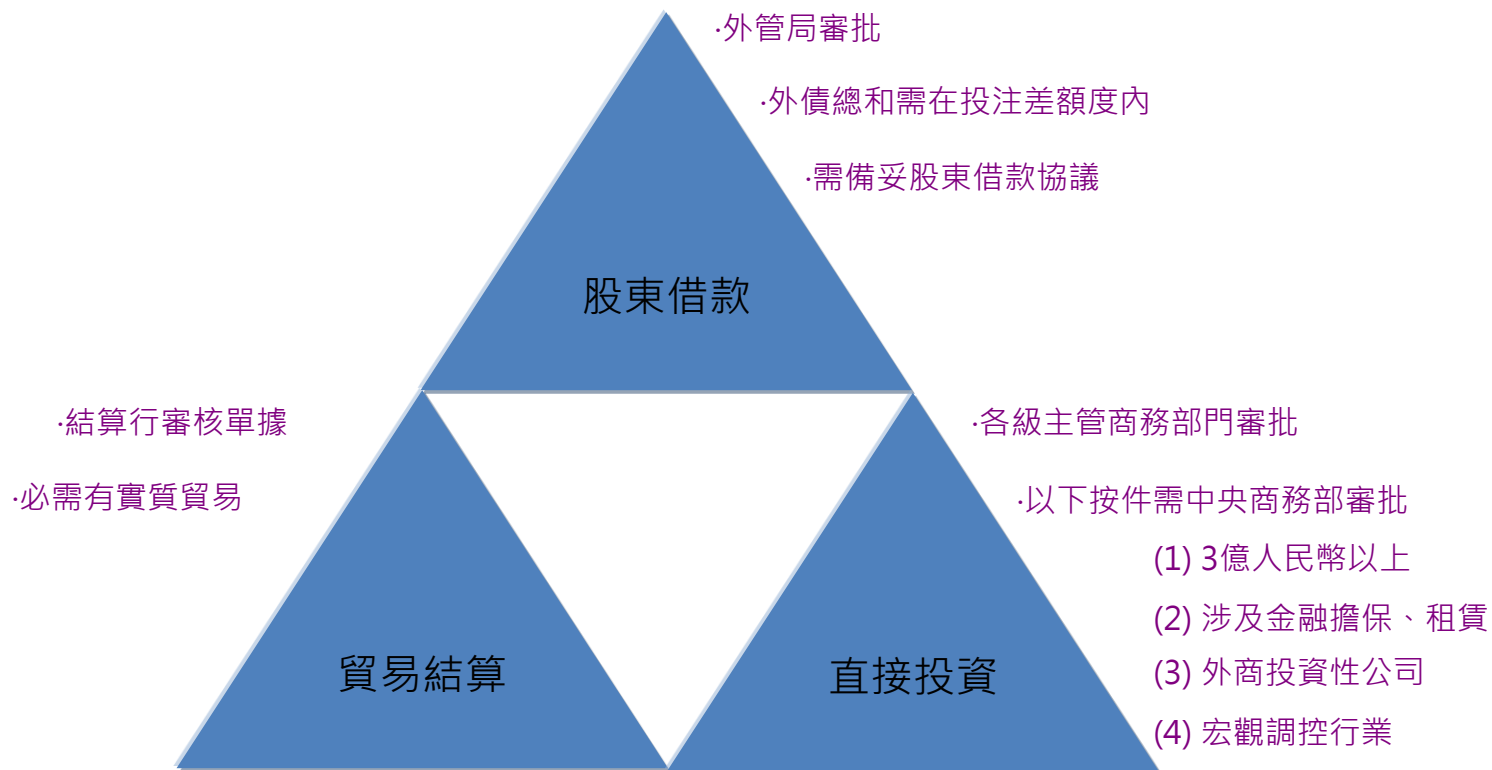 ·外管局審批
·外債總和需在投注差額度內
·需備妥股東借款協議
股東借款
·結算行審核單據
·必需有實質貿易
貿易結算
·各級主管商務部門審批
·以下按件需中央商務部審批
(1) 3億人民幣以上
(2) 涉及金融擔保、租賃
(3) 外商投資性公司
(4) 宏觀調控行業
直接投資